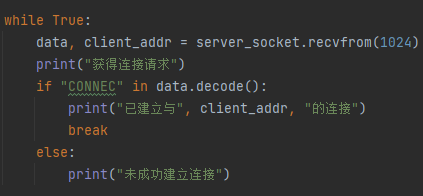 while True:
    data, client_addr = server_socket.recvfrom(1024)
    print("获得连接请求")
    if "CONNEC" in data.decode():
        print("已建立与", client_addr, "的连接")
        break
    else:
        print("未成功建立连接")